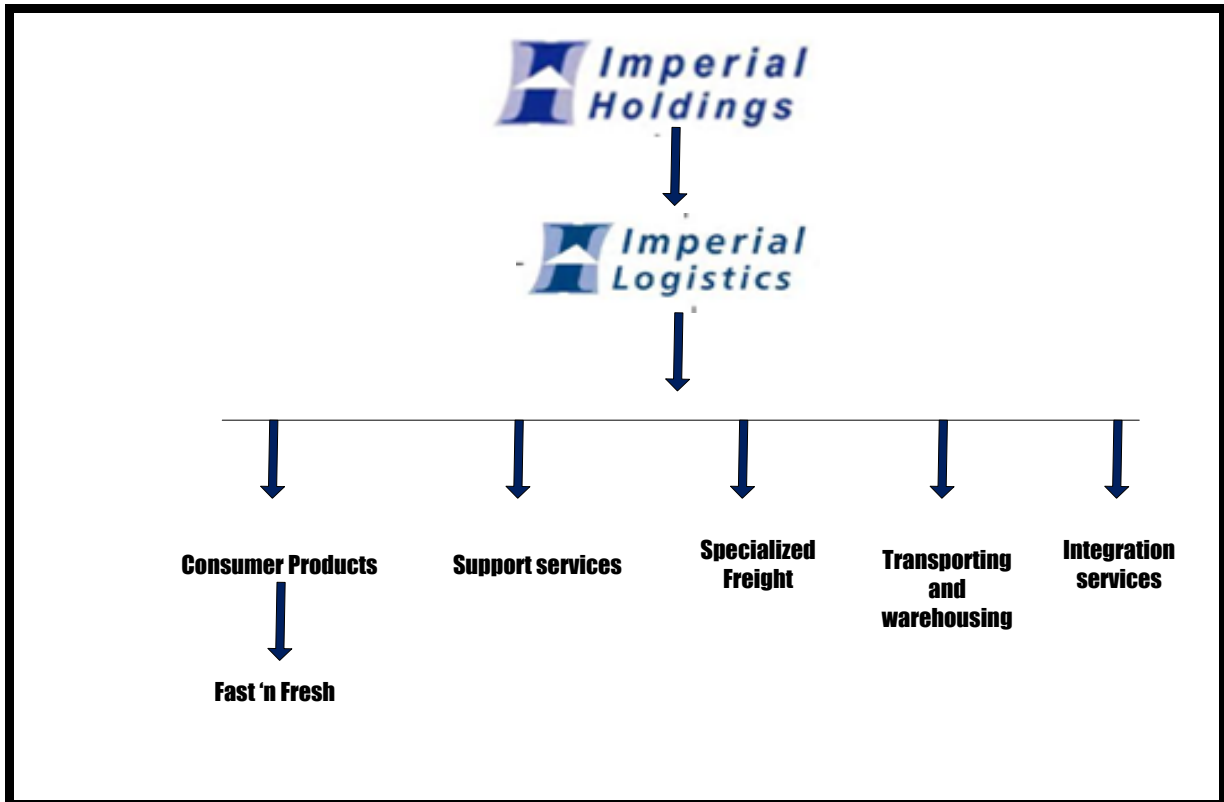 Imperial
Holdings
Imperial
Logistics
Consumer Products
Support services
Specialized
Freight
Transporting
and
warehousing
Integration
services
Fast ‘n Fresh